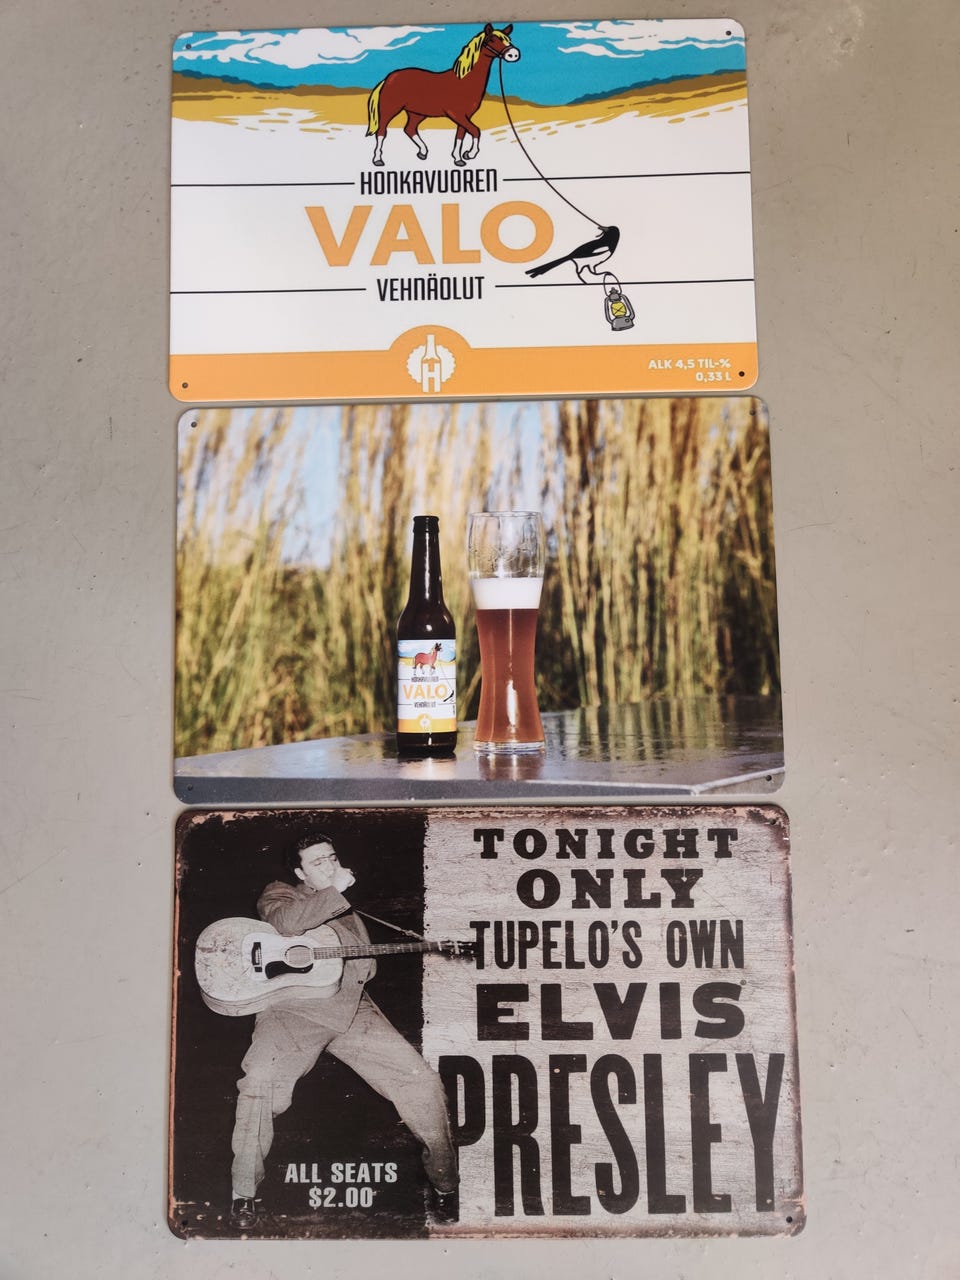 HONKAVUOREN
VALO
VEHNÄOLUT
H
ALK 4,5 TIL-%
0,33 L
HONKAVUOREN
VALO
VEHNÄOLUT
TONIGHT
ONLY
TUPELO'S OWN
ELVIS®
PRESLEY
ALL SEATS
$2.00